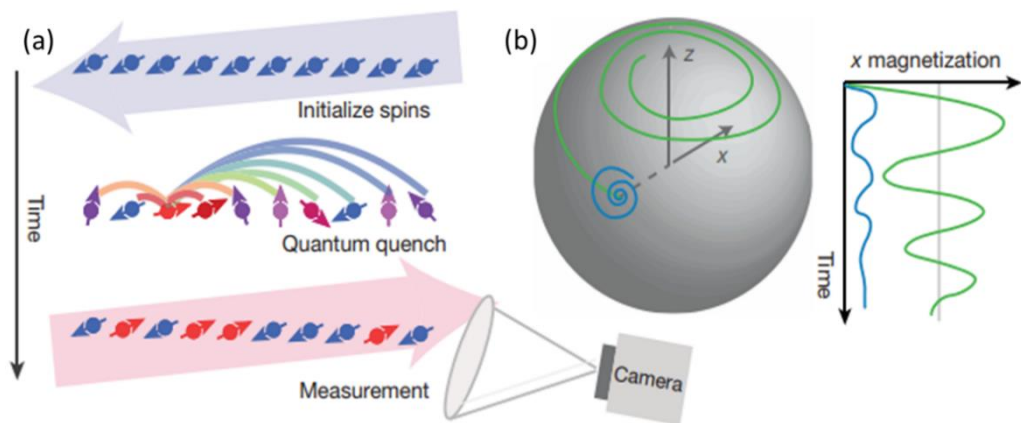 (a)
Initialize spins
Time
Quantum quench
Measurement
Camera
(b)
z
x
x magnetization
Time